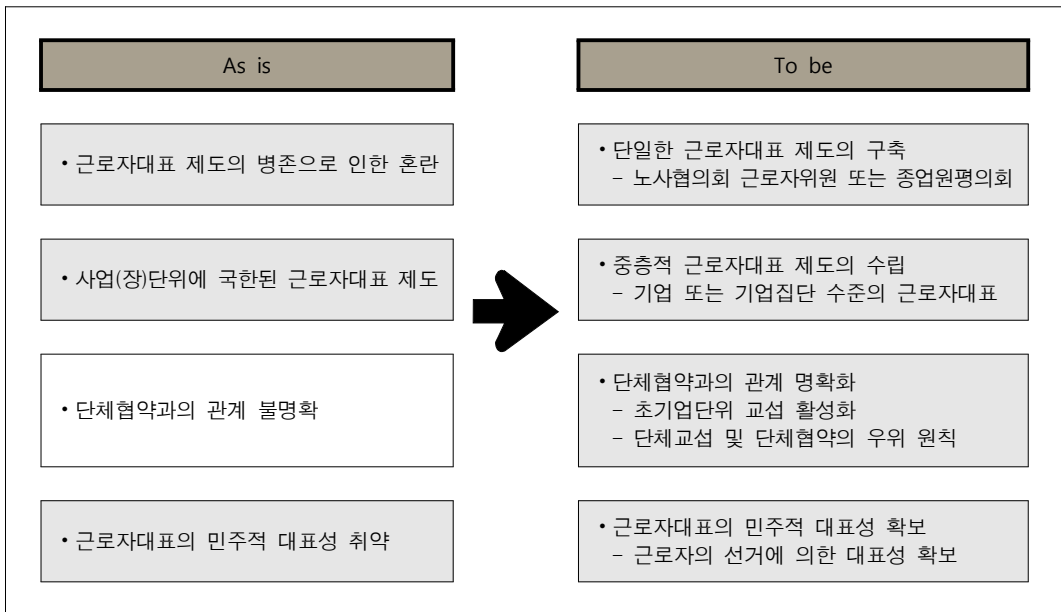 As is
To be
• 근로자대표 제도의 병존으로 인한 혼란
• 단일한 근로자대표 제도의 구축
– 노사협의회 근로자위원 또는 종업원평의회
• 사업(장)단위에 국한된 근로자대표 제도
• 중층적 근로자대표 제도의 수립
– 기업 또는 기업집단 수준의 근로자대표
• 단체협약과의 관계 불명확
• 단체협약과의 관계 명확화
– 초기업단위 교섭 활성화
– 단체교섭 및 단체협약의 우위 원칙
• 근로자대표의 민주적 대표성 취약
• 근로자대표의 민주적 대표성 확보
– 근로자의 선거에 의한 대표성 확보